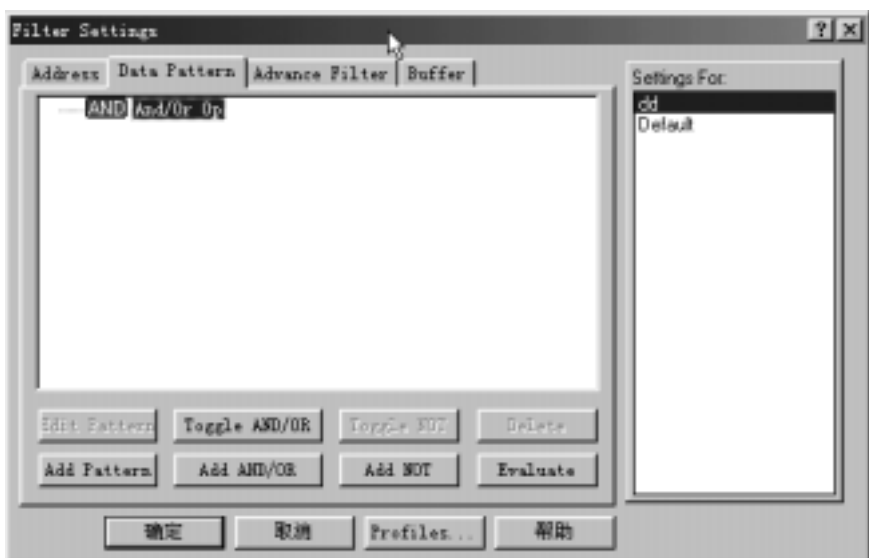 Filter Settings
Address Data Pattern Advance Filter Buffer
AND And/Or Op
Settings For:
dd
Default
Edit Pattern Toggle AND/OR Toggle NOT Delete
Add Pattern Add AND/OR Add NOT Evaluate
确定 取消 Profiles... 帮助